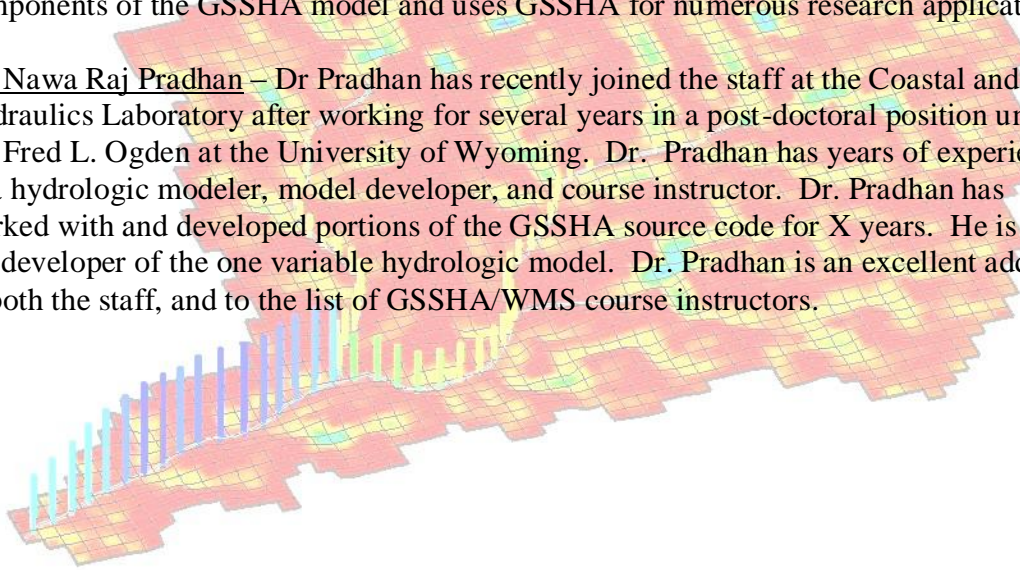 mponents of the GSSHA model and uses GSSHA for numerous research applicat
Nawa Raj Pradhan – Dr Pradhan has recently joined the staff at the Coastal and
draulics Laboratory after working for several years in a post-doctoral position un
Fred L. Ogden at the University of Wyoming. Dr. Pradhan has years of experie
hydrologic modeler, model developer, and course instructor. Dr. Pradhan has
rked with and developed portions of the GSSHA source code for X years. He is
developer of the one variable hydrologic model. Dr. Pradhan is an excellent add
both the staff, and to the list of GSSHA/WMS course instructors.